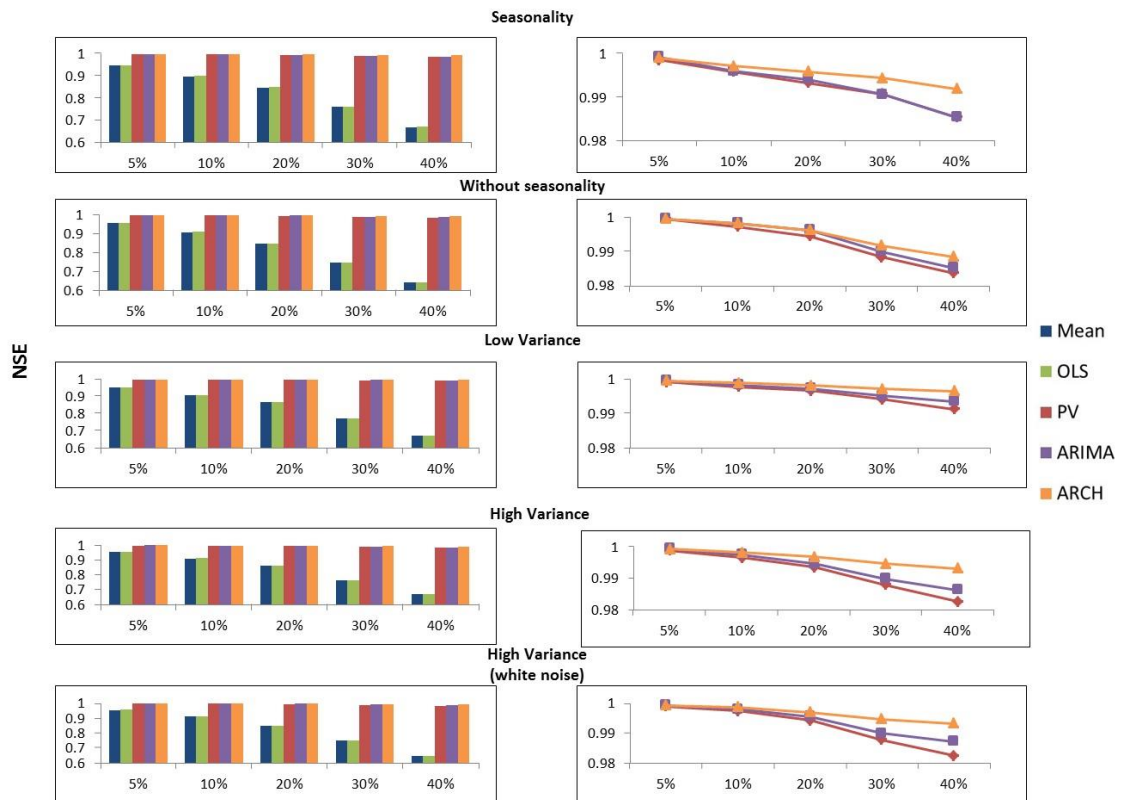 Seasonality
1
0.9
0.8
0.7
0.6
5% 10% 20% 30% 40%
1
0.99
0.98
5% 10% 20% 30% 40%
Without seasonality
1
0.9
0.8
0.7
0.6
5% 10% 20% 30% 40%
1
0.99
0.98
5% 10% 20% 30% 40%
NSE
Low Variance
1
0.9
0.8
0.7
0.6
5% 10% 20% 30% 40%
1
0.99
0.98
5% 10% 20% 30% 40%
Mean
OLS
PV
ARIMA
ARCH
High Variance
1
0.9
0.8
0.7
0.6
5% 10% 20% 30% 40%
1
0.99
0.98
5% 10% 20% 30% 40%
High Variance
(white noise)
1
0.9
0.8
0.7
0.6
5% 10% 20% 30% 40%
1
0.99
0.98
5% 10% 20% 30% 40%